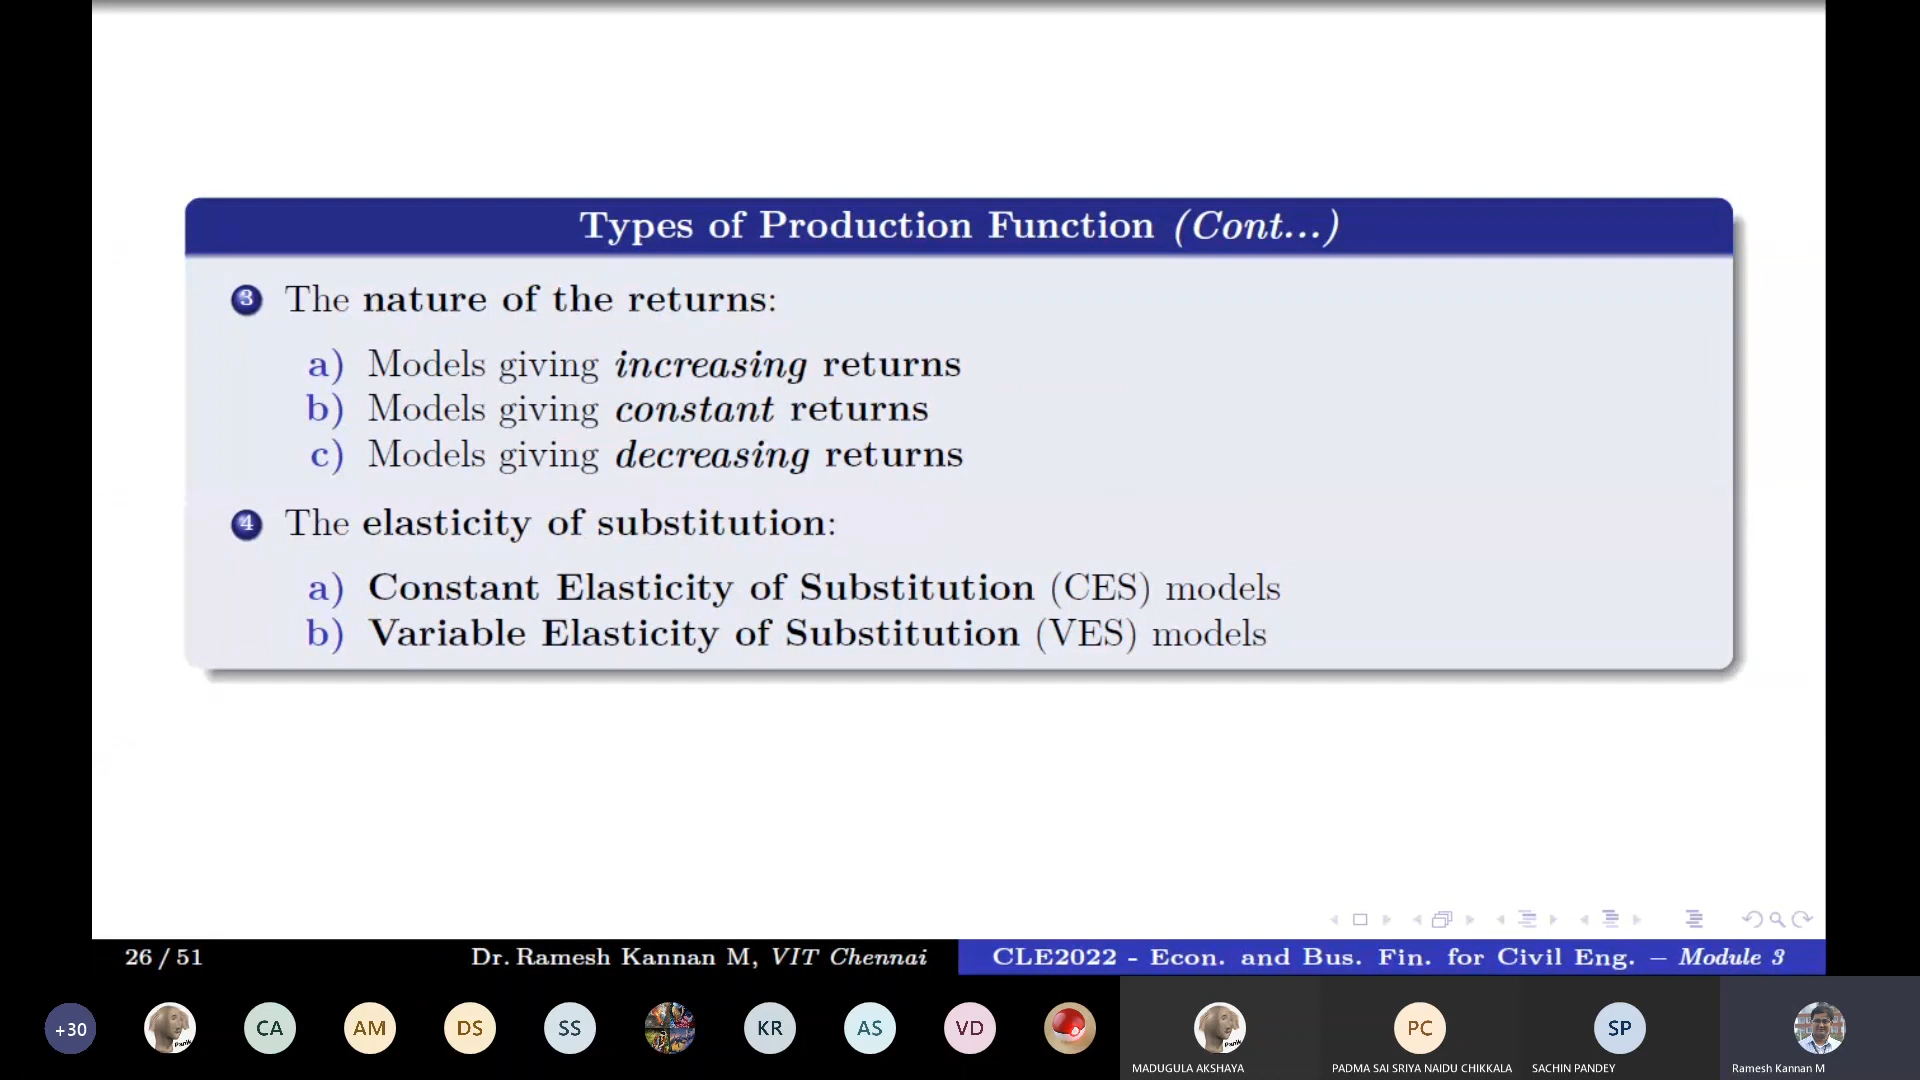 Types of Production Function (Cont...)
3 The nature of the returns:
a) Models giving increasing returns
b) Models giving constant returns
c) Models giving decreasing returns
4 The elasticity of substitution:
a) Constant Elasticity of Substitution (CES) models
b) Variable Elasticity of Substitution (VES) models
26 / 51 Dr. Ramesh Kannan M, VIT Chennai CLE2022 - Econ. and Bus. Fin. for Civil Eng. – Module 3
+30 Panik CA AM DS SS KR AS VD Panik PC SP
MADUGULA AKSHAYA PADMA SAI SRIYA NAIDU CHIKKALA SACHIN PANDEY Ramesh Kannan M